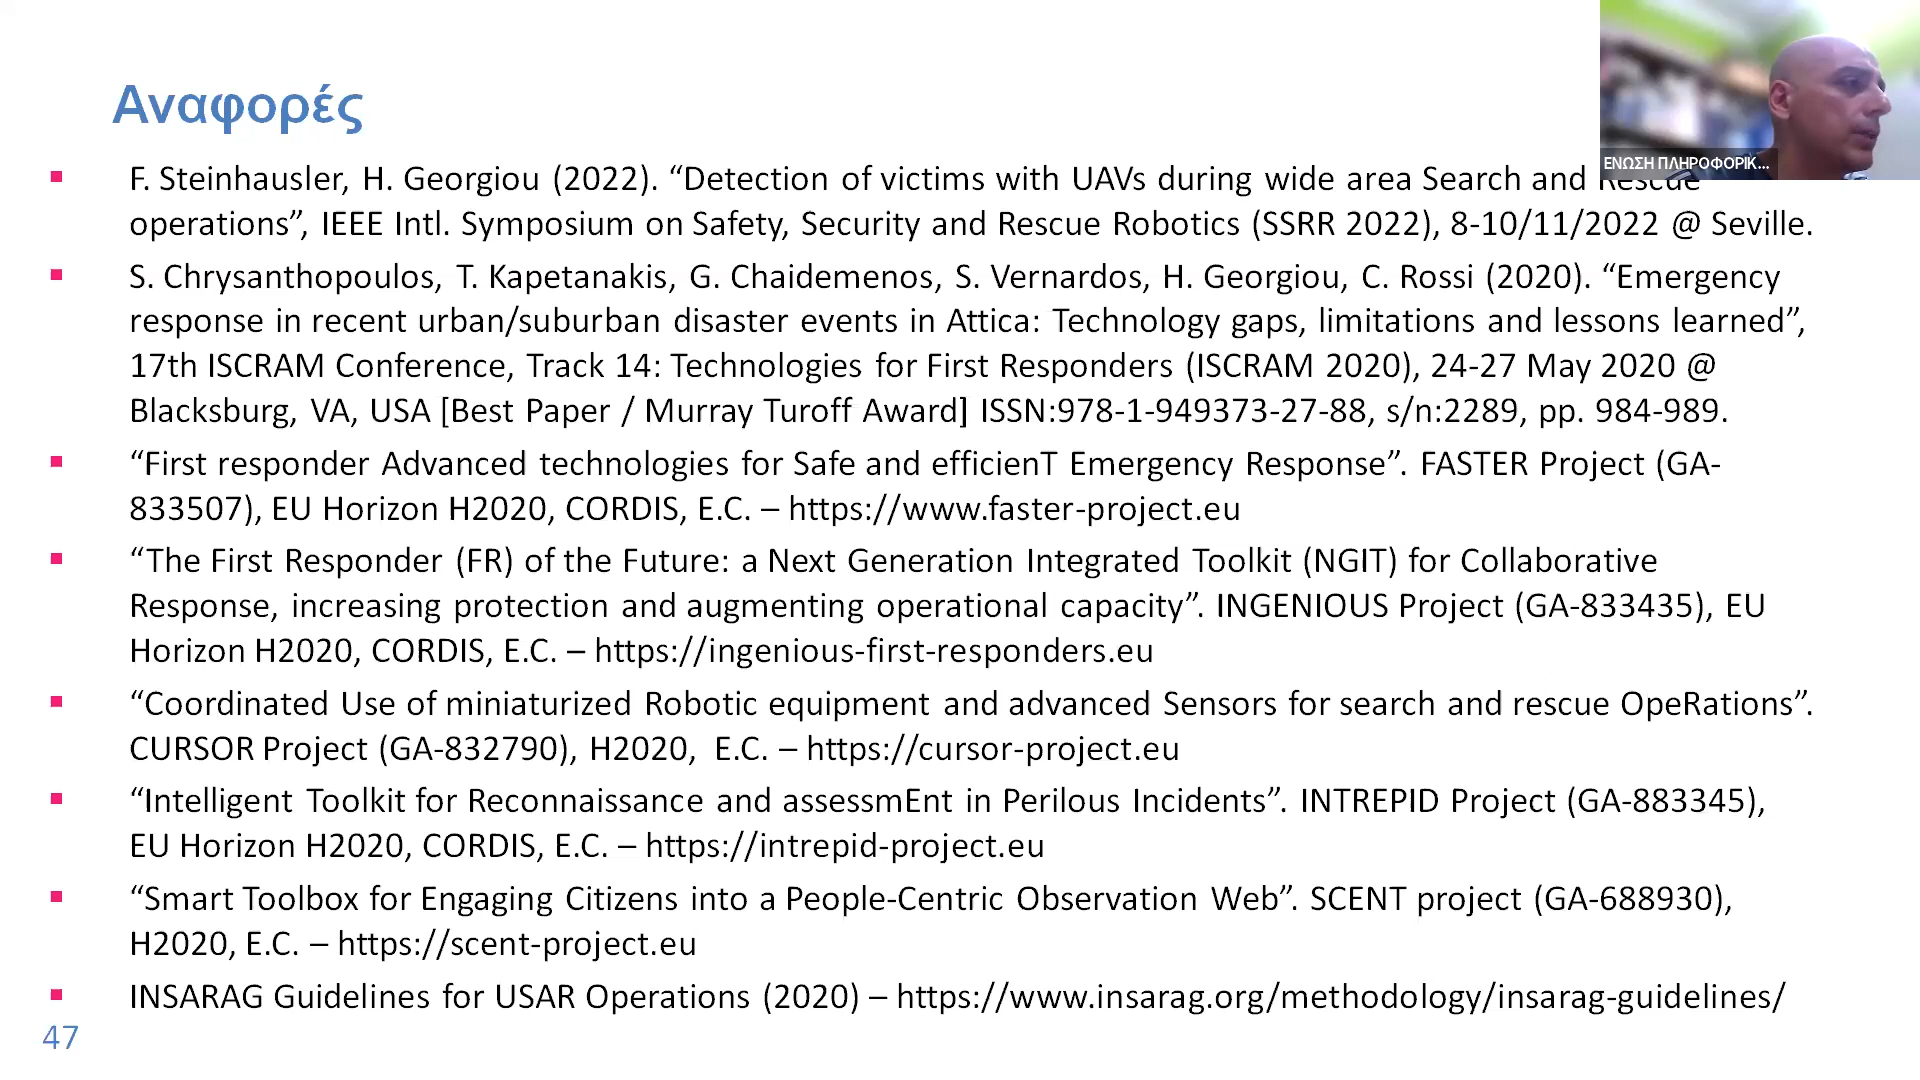 Αναφορές
ΕΝΩΣΗ ΠΛΗΡΟΦΟΡΙΚ...
▪ F. Steinhausler, H. Georgiou (2022). “Detection of victims with UAVs during wide area Search and Rescue
operations”, IEEE Intl. Symposium on Safety, Security and Rescue Robotics (SSRR 2022), 8-10/11/2022 @ Seville.
▪ S. Chrysanthopoulos, T. Kapetanakis, G. Chaidemenos, S. Vernardos, H. Georgiou, C. Rossi (2020). “Emergency
response in recent urban/suburban disaster events in Attica: Technology gaps, limitations and lessons learned”,
17th ISCRAM Conference, Track 14: Technologies for First Responders (ISCRAM 2020), 24-27 May 2020 @
Blacksburg, VA, USA [Best Paper / Murray Turoff Award] ISSN:978-1-949373-27-88, s/n:2289, pp. 984-989.
▪ “First responder Advanced technologies for Safe and efficienT Emergency Response”. FASTER Project (GA-
833507), EU Horizon H2020, CORDIS, E.C. – https://www.faster-project.eu
▪ “The First Responder (FR) of the Future: a Next Generation Integrated Toolkit (NGIT) for Collaborative
Response, increasing protection and augmenting operational capacity”. INGENIOUS Project (GA-833435), EU
Horizon H2020, CORDIS, E.C. – https://ingenious-first-responders.eu
▪ “Coordinated Use of miniaturized Robotic equipment and advanced Sensors for search and rescue OpeRations”.
CURSOR Project (GA-832790), H2020, E.C. – https://cursor-project.eu
▪ “Intelligent Toolkit for Reconnaissance and assessmEnt in Perilous Incidents”. INTREPID Project (GA-883345),
EU Horizon H2020, CORDIS, E.C. – https://intrepid-project.eu
▪ “Smart Toolbox for Engaging Citizens into a People-Centric Observation Web”. SCENT project (GA-688930),
H2020, E.C. – https://scent-project.eu
▪ INSARAG Guidelines for USAR Operations (2020) – https://www.insarag.org/methodology/insarag-guidelines/
47